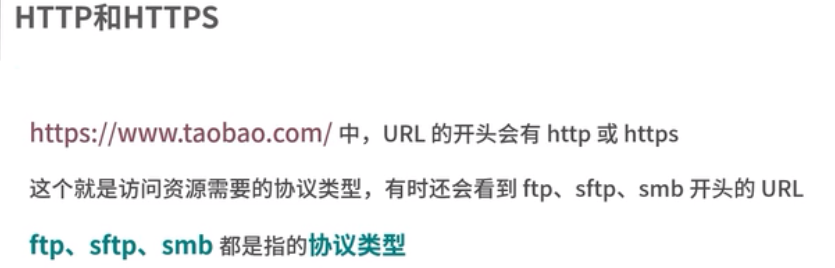 HTTP和HTTPS
https://www.taobao.com/ 中，URL 的开头会有 http 或 https
这个就是访问资源需要的协议类型，有时还会看到 ftp、sftp、smb 开头的 URL
ftp、sftp、smb 都是指的协议类型